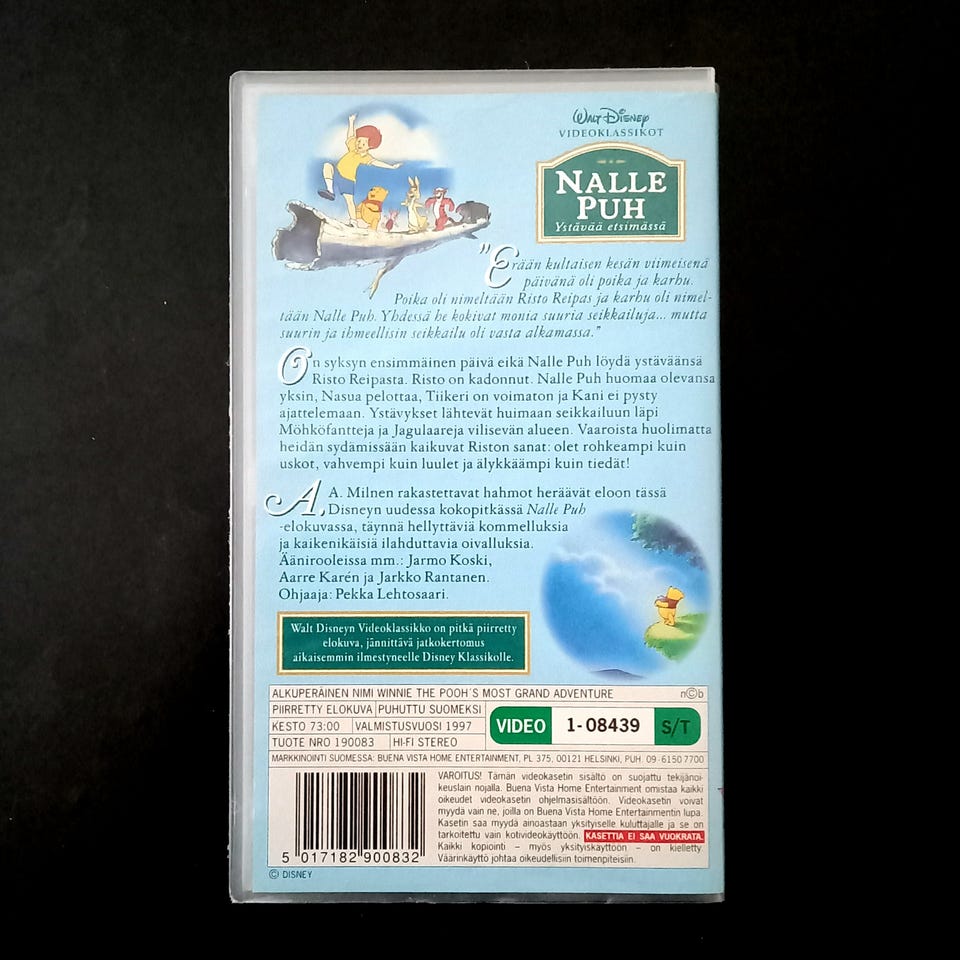 Walt Disney
VIDEOKLASSIKOT
NALLE
PUH
Ystävää etsimässä
"Erään kultaisen kesän viimeisenä
päivänä oli poika ja karhu.
Poika oli nimeltään Risto Reipas ja karhu oli nimel-
tään Nalle Puh. Yhdessä he kokivat monia suuria seikkailuja... mutta
suurin ja ihmeellisin seikkailu oli vasta alkamassa."
On syksyn ensimmäinen päivä eikä Nalle Puh löydä ystäväänsä
Risto Reipasta. Risto on kadonnut. Nalle Puh huomaa olevansa
yksin, Nasua pelottaa, Tiikeri on voimaton ja Kani ei pysty
ajattelemaan. Ystävykset lähtevät huimaan seikkailuun läpi
Möhköfantteja ja Jagulaareja vilisevän alueen. Vaaroista huolimatta
heidän sydämissään kaikuvat Riston sanat: olet rohkeampi kuin
uskot, vahvempi kuin luulet ja älykkäämpi kuin tiedät!
A. A. Milnen rakastettavat hahmot heräävät eloon tässä
Disneyn uudessa kokopitkässä Nalle Puh
-elokuvassa, täynnä hellyttäviä kommelluksia
ja kaikenikäisiä ilahduttavia oivalluksia.
Äänirooleissa mm.: Jarmo Koski,
Aarre Karén ja Jarkko Rantanen.
Ohjaaja: Pekka Lehtosaari.
Walt Disneyn Videoklassikko on pitkä piirretty
elokuva, jännittävä jatkokertomus
aikaisemmin ilmestyneelle Disney Klassikolle.
ALKUPERÄINEN NIMI WINNIE THE POOH'S MOST GRAND ADVENTURE n©b
PIIRRETTY ELOKUVA PUHUTTU SUOMEKSI
KESTO 73:00 VALMISTUSVUOSI 1997
TUOTE NRO 190083 HI-FI STEREO
VIDEO 1-08439 S/T
MARKKINOINTI SUOMESSA: BUENA VISTA HOME ENTERTAINMENT, PL 375, 00121 HELSINKI, PUH. 09-6150 7700
VAROITUS! Tämän videokasetin sisältö on suojattu tekijänoi-
keuslain nojalla. Buena Vista Home Entertainment omistaa kaikki
oikeudet videokasetin ohjelmasisältöön. Videokasetin voivat
myydä vain ne, joilla on Buena Vista Home Entertainmentin lupa.
Kasetin saa myydä ainoastaan yksityiselle kuluttajalle ja se on
tarkoitettu vain kotivideokäyttöön. KASETTIA EI SAA VUOKRATA.
Kaikki kopiointi – myös yksityiskäyttöön – on kielletty.
Väärinkäyttö johtaa oikeudellisiin toimenpiteisiin.
5 017182 900832
© DISNEY